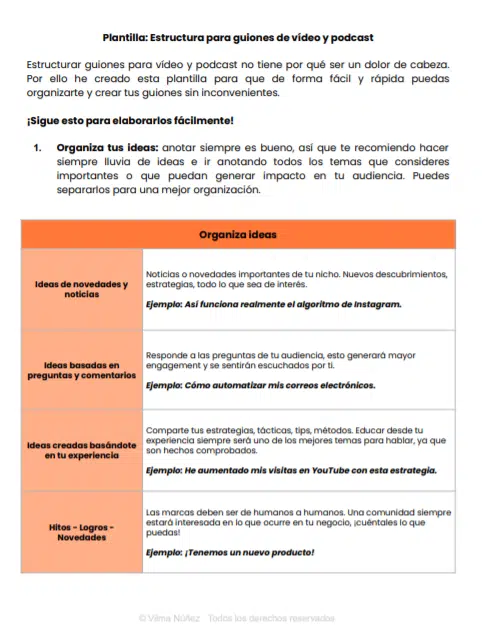 Plantilla: Estructura para guiones de vídeo y podcast
Estructurar guiones para vídeo y podcast no tiene por qué ser un dolor de cabeza.
Por ello he creado esta plantilla para que de forma fácil y rápida puedas
organizarte y crear tus guiones sin inconvenientes.
¡Sigue esto para elaborarlos fácilmente!
1. Organiza tus ideas: anotar siempre es bueno, así que te recomiendo hacer
siempre lluvia de ideas e ir anotando todos los temas que consideres
importantes o que puedan generar impacto en tu audiencia. Puedes
separarlos para una mejor organización.
Organiza ideas
Ideas de novedades y
noticias
Noticias o novedades importantes de tu nicho. Nuevos descubrimientos,
estrategias, todo lo que sea de interés.
Ejemplo: Así funciona realmente el algoritmo de Instagram.
Ideas basadas en
preguntas y comentarios
Responde a las preguntas de tu audiencia, esto generará mayor
engagement y se sentirán escuchados por ti.
Ejemplo: Cómo automatizar mis correos electrónicos.
Ideas creadas basándote
en tu experiencia
Comparte tus estrategias, tácticas, tips, métodos. Educar desde tu
experiencia siempre será uno de los mejores temas para hablar, ya que
son hechos comprobados.
Ejemplo: He aumentado mis visitas en YouTube con esta estrategia.
Hitos - Logros -
Novedades
Las marcas deben ser de humanos a humanos. Una comunidad siempre
estará interesada en lo que ocurre en tu negocio, ¡cuéntales lo que
puedas!
Ejemplo: ¡Tenemos un nuevo producto!
© Vilma Núñez Todos los derechos reservados